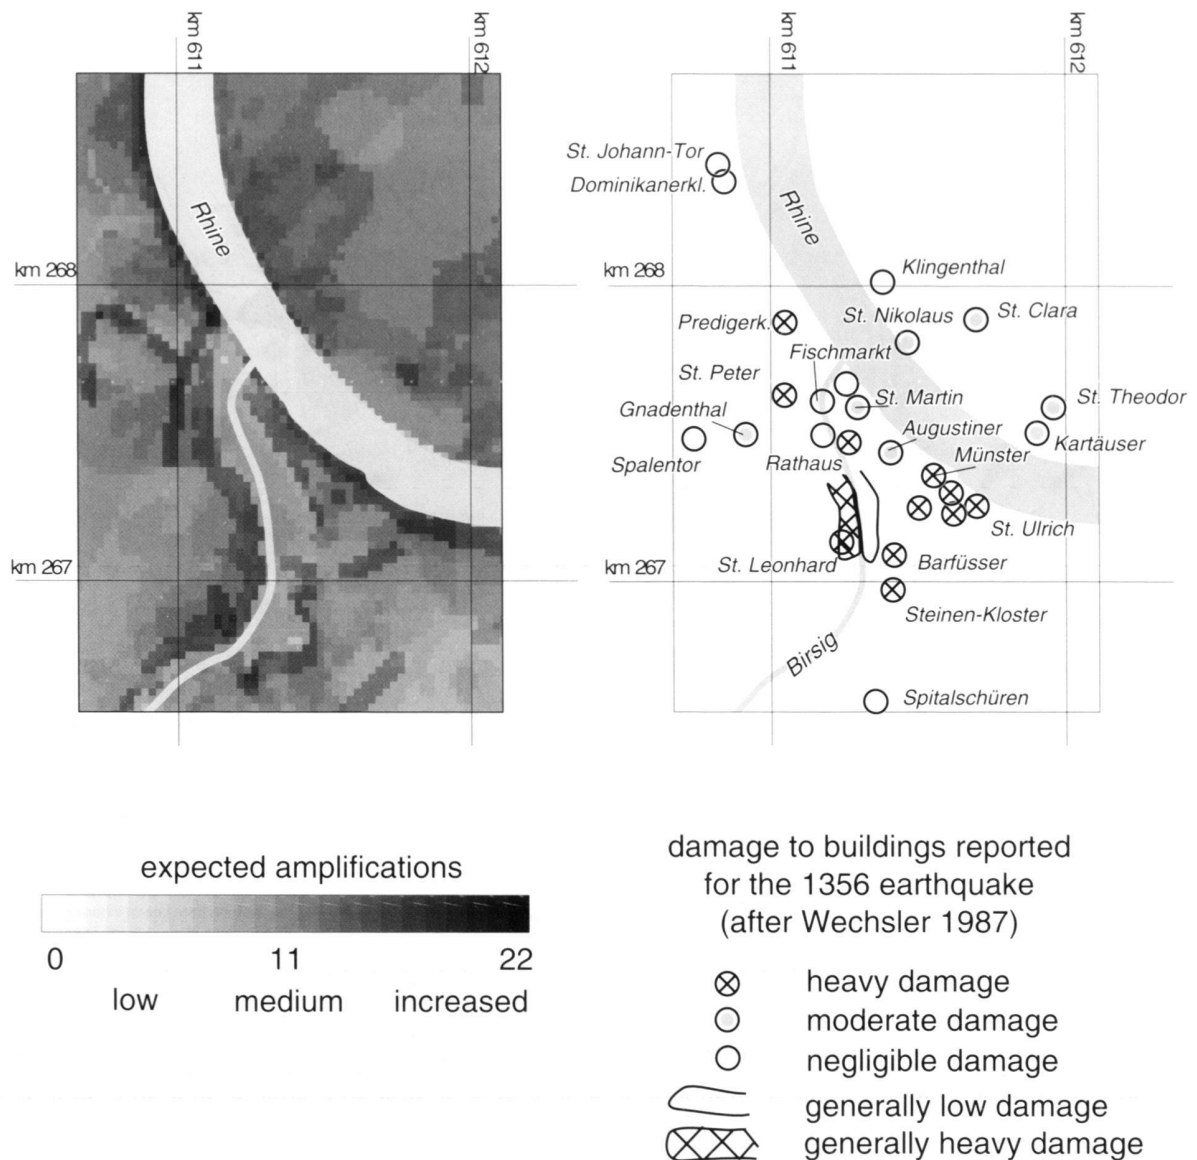 km 611
km 612
Rhine
km 268
km 267
expected amplifications
0 11 22
low medium increased
km 611
km 612
St. Johann-Tor
Dominikanerkl.
Rhine
km 268
Klingenthal
St. Nikolaus
St. Clara
Predigerk.
Fischmarkt
St. Peter
St. Martin
St. Theodor
Gnadenthal
Augustiner
Kartäuser
Spalentor
Rathaus
Münster
St. Ulrich
St. Leonhard
Barfüsser
km 267
Steinen-Kloster
Birsig
Spitalschüren
damage to buildings reported
for the 1356 earthquake
(after Wechsler 1987)
heavy damage
moderate damage
negligible damage
generally low damage
generally heavy damage